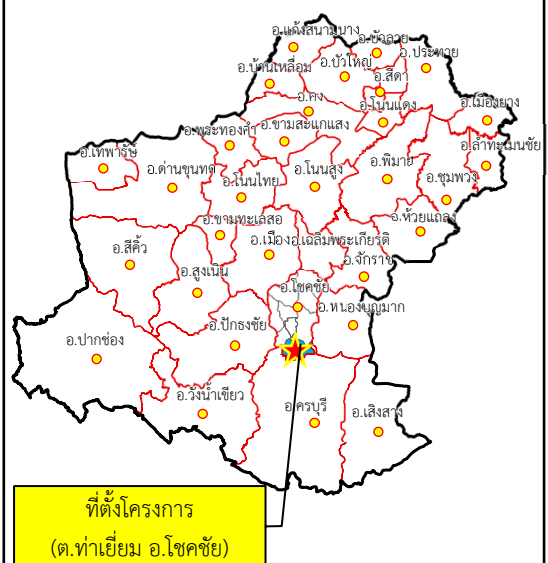 อ.แก้งสนามนาง
อ.บัวลาย
อ.ประทาย
อ.บัวใหญ่
อ.บ้านเหลื่อม
อ.สีดา
อ.คง
อ.โนนแดง
อ.เมืองยาง
อ.พระทองคำ
อ.ขามสะแกแสง
อ.ลำทะเมนชัย
อ.เทพารักษ์
อ.ด่านขุนทด
อ.โนนไทย
อ.โนนสูง
อ.พิมาย
อ.ชุมพวง
อ.ขามทะเลสอ
อ.ห้วยแถลง
อ.สีคิ้ว
อ.เมือง
อ.เฉลิมพระเกียรติ
อ.สูงเนิน
อ.จักราช
อ.โชคชัย
อ.หนองบุญมาก
อ.ปากช่อง
อ.ปักธงชัย
อ.วังน้ำเขียว
อ.ครบุรี
อ.เสิงสาง
ที่ตั้งโครงการ
(ต.ท่าเยี่ยม อ.โชคชัย)